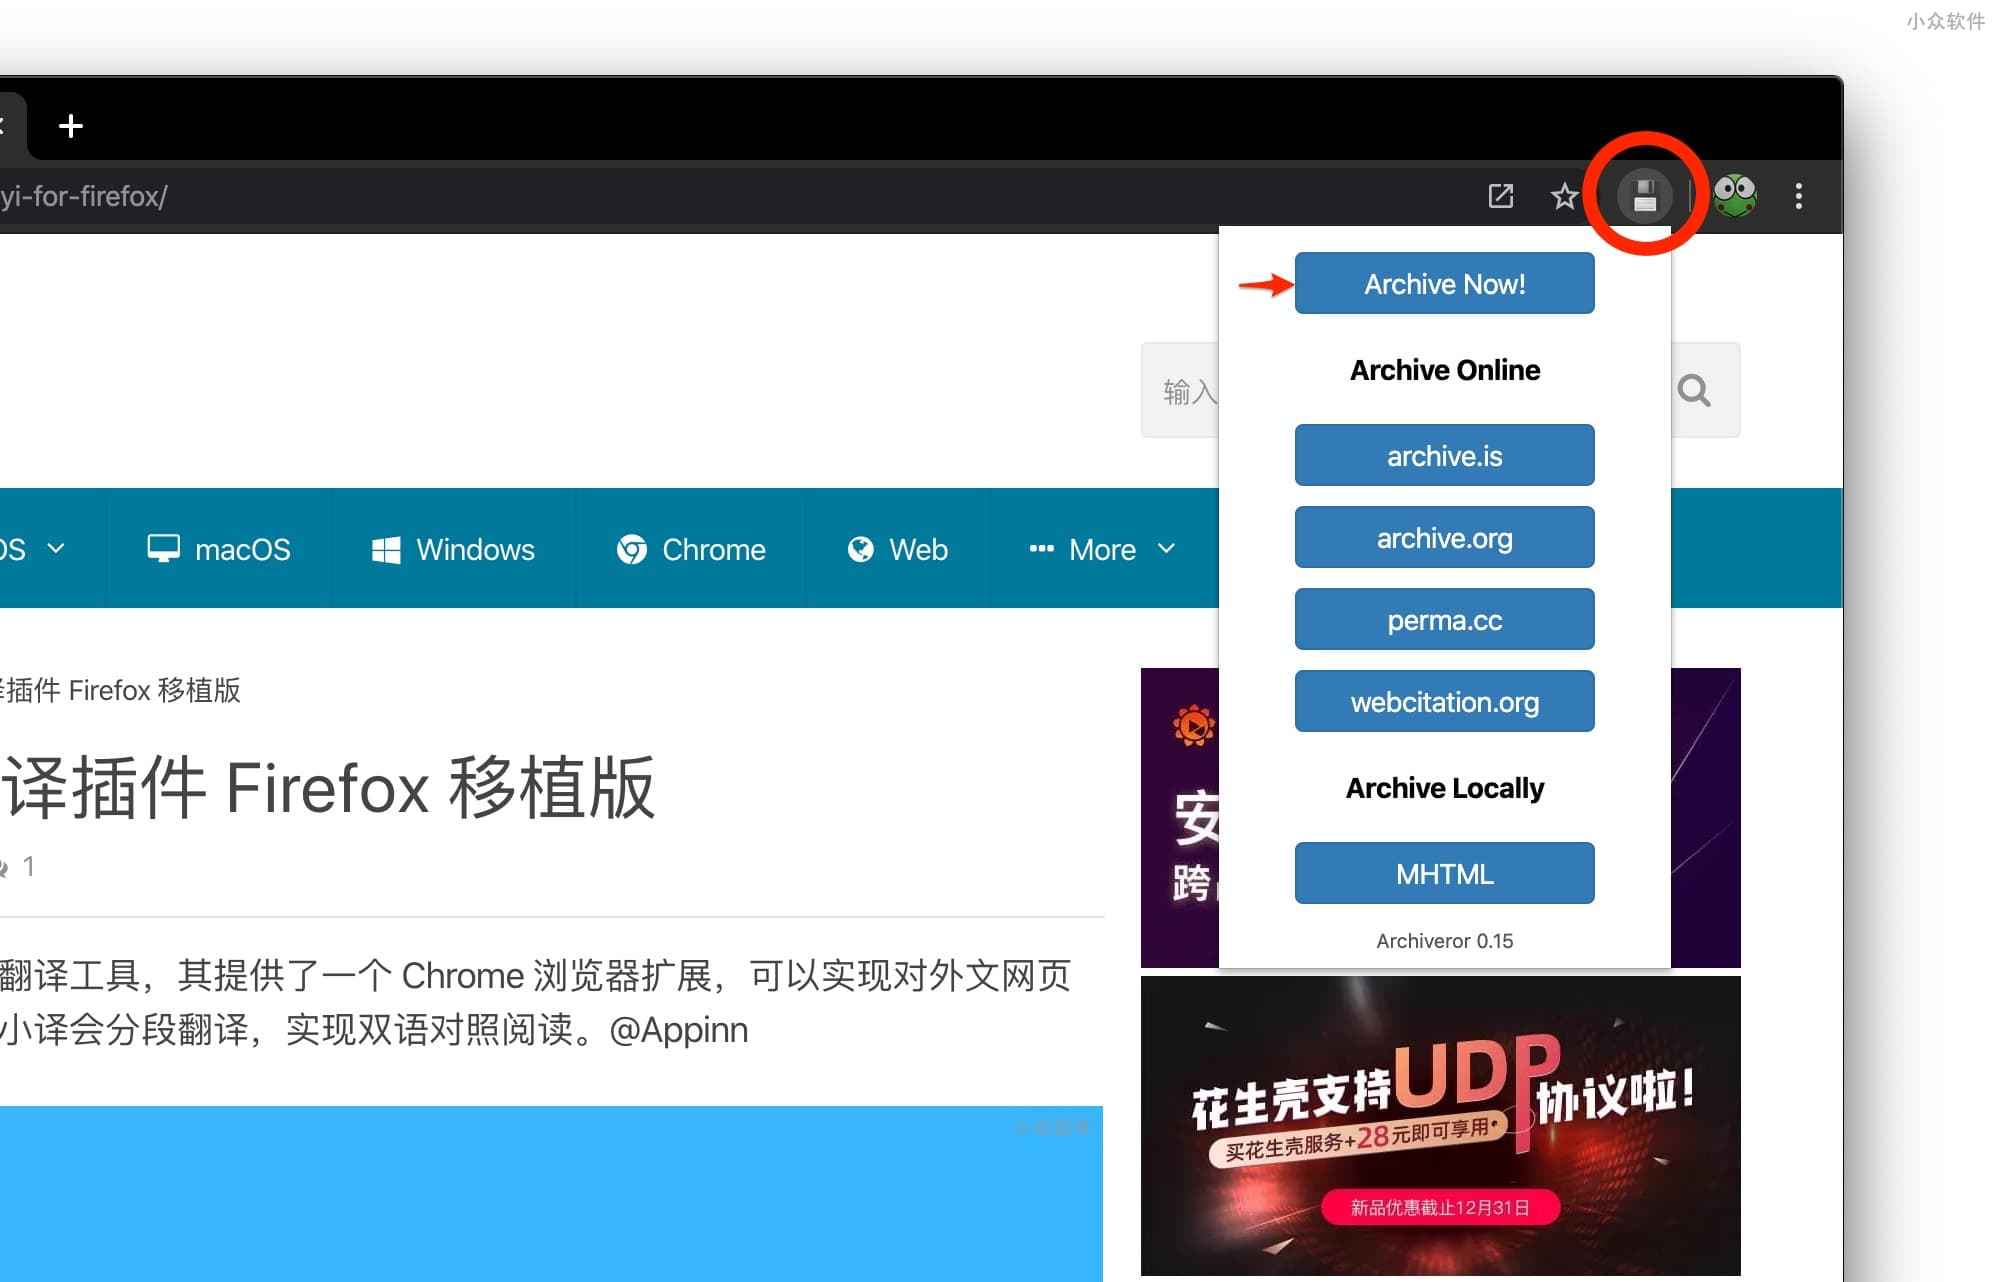 小众软件
yi-for-firefox/
Archive Now!
Archive Online
archive.is
archive.org
perma.cc
webcitation.org
Archive Locally
MHTML
Archiveror 0.15
输入
OS
macOS
Windows
Chrome
Web
More
译插件 Firefox 移植版
译插件 Firefox 移植版
1
翻译工具，其提供了一个 Chrome 浏览器扩展，可以实现对外文网页
小译会分段翻译，实现双语对照阅读。@Appinn
安
跨
花生壳支持UDP协议啦！
买花生壳服务+28元即可享用
新品优惠截止12月31日
小众软件